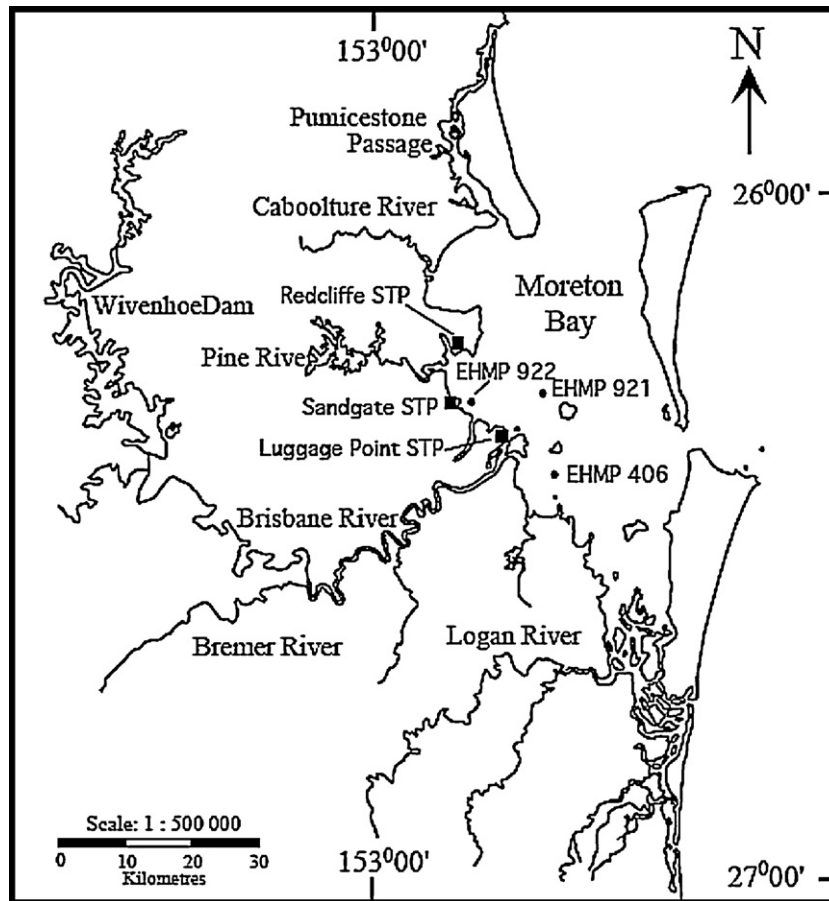 153⁰00'
N
Pumicestone
Passage
26⁰00'
Caboolture River
Moreton
Bay
Redcliffe STP
WivenhoeDam
Pine River
EHMP 922
EHMP 921
Sandgate STP
Luggage Point STP
EHMP 406
Brisbane River
Bremer River
Logan River
Scale: 1 : 500 000
0 10 20 30
Kilometres
153⁰00'
27⁰00'